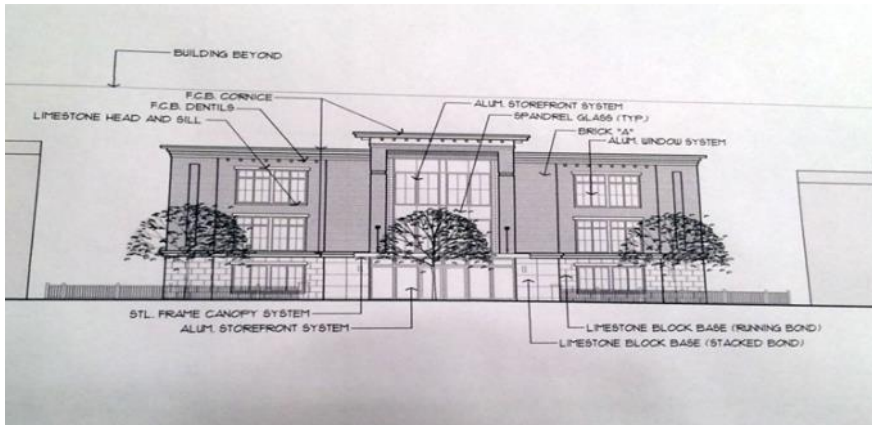 BUILDING BEYOND
F.C.B. CORNICE
F.C.B. DENTILS
LIMESTONE HEAD AND SILL
ALUM. STOREFRONT SYSTEM
SPANDREL GLASS (TYP.)
BRICK "A"
ALUM. WINDOW SYSTEM
STL. FRAME CANOPY SYSTEM
ALUM. STOREFRONT SYSTEM
LIMESTONE BLOCK BASE (RUNNING BOND)
LIMESTONE BLOCK BASE (STACKED BOND)